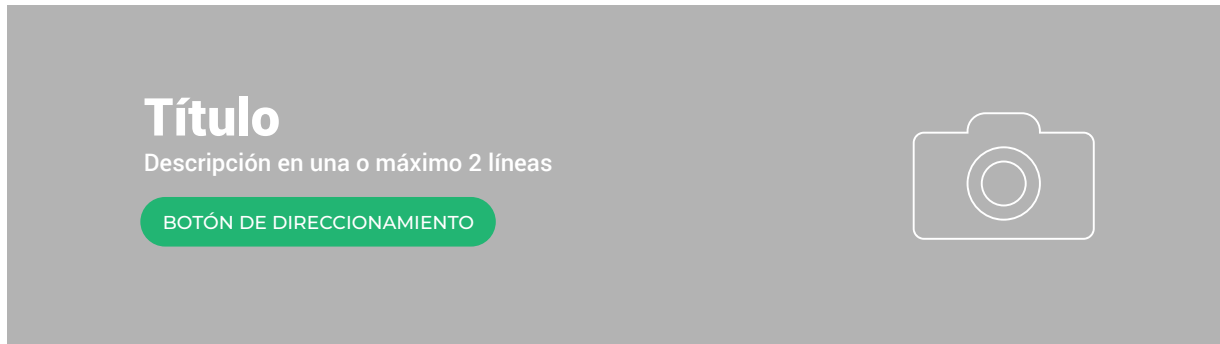 Título
Descripción en una o máximo 2 líneas
BOTÓN DE DIRECCIONAMIENTO